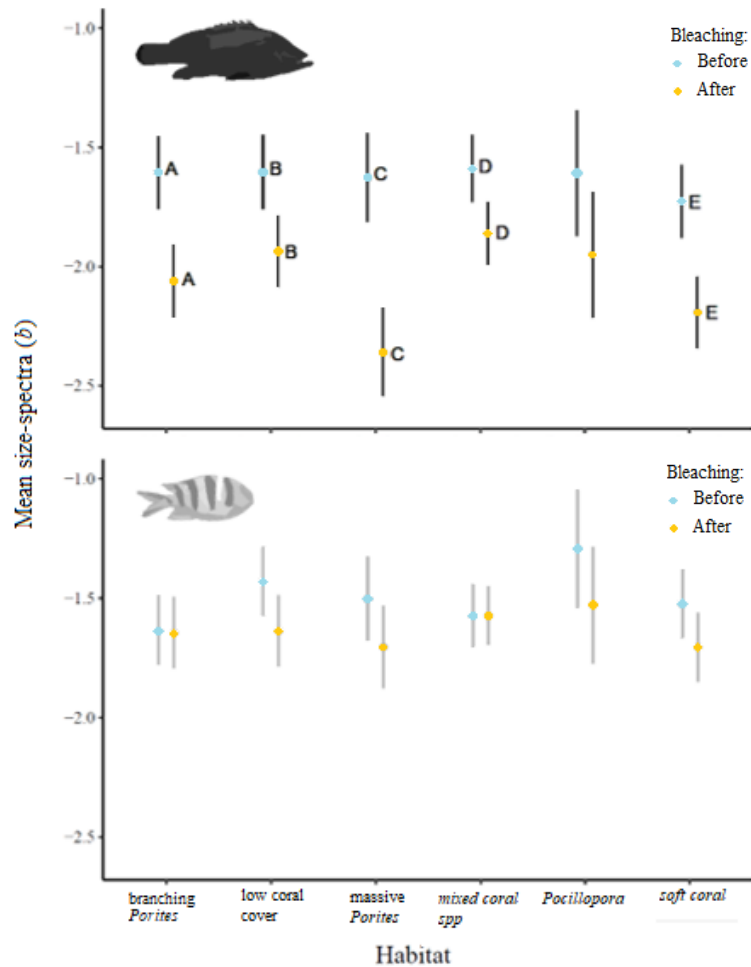 −1.0
−1.5
−2.0
−2.5
Bleaching:
Before
After
A
B
C
D
E
A
B
C
D
E
Mean size-spectra (b)
−1.0
−1.5
−2.0
−2.5
Bleaching:
Before
After
branching
Porites
low coral
cover
massive
Porites
mixed coral
spp
Pocillopora
soft coral
Habitat